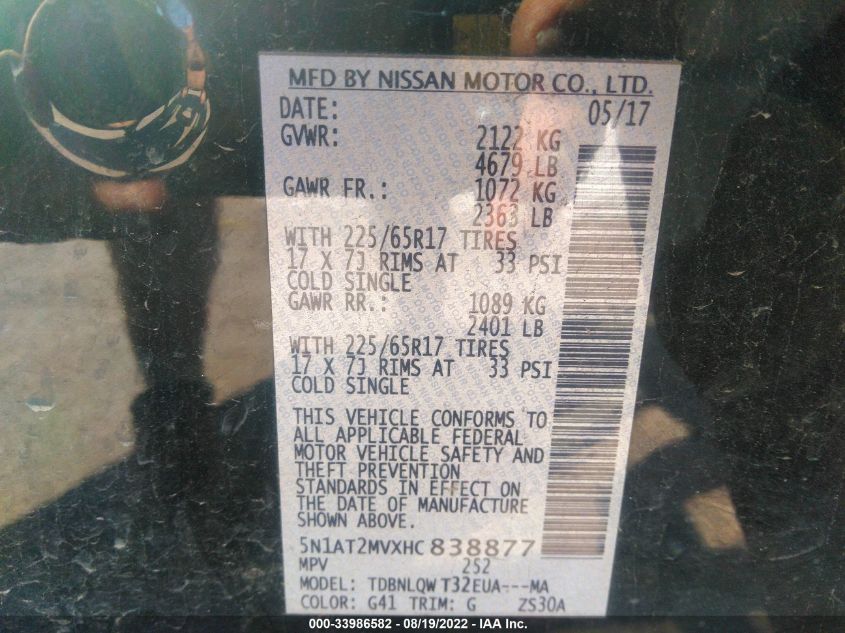 MFD BY NISSAN MOTOR CO., LTD.
DATE: 05/17
GVWR: 2122 KG
4679 LB
GAWR FR.: 1072 KG
2363 LB
WITH 225/65R17 TIRES
17 X 7J RIMS AT 33 PSI
COLD SINGLE
GAWR RR.: 1089 KG
2401 LB
WITH 225/65R17 TIRES
17 X 7J RIMS AT 33 PSI
COLD SINGLE
THIS VEHICLE CONFORMS TO
ALL APPLICABLE FEDERAL
MOTOR VEHICLE SAFETY AND
THEFT PREVENTION
STANDARDS IN EFFECT ON
THE DATE OF MANUFACTURE
SHOWN ABOVE.
5N1AT2MVXHC838877
MPV 252
MODEL: TDBNLQWT32EUA---MA
COLOR: G41 TRIM: G ZS30A
000-33986582 - 08/19/2022 - IAA Inc.